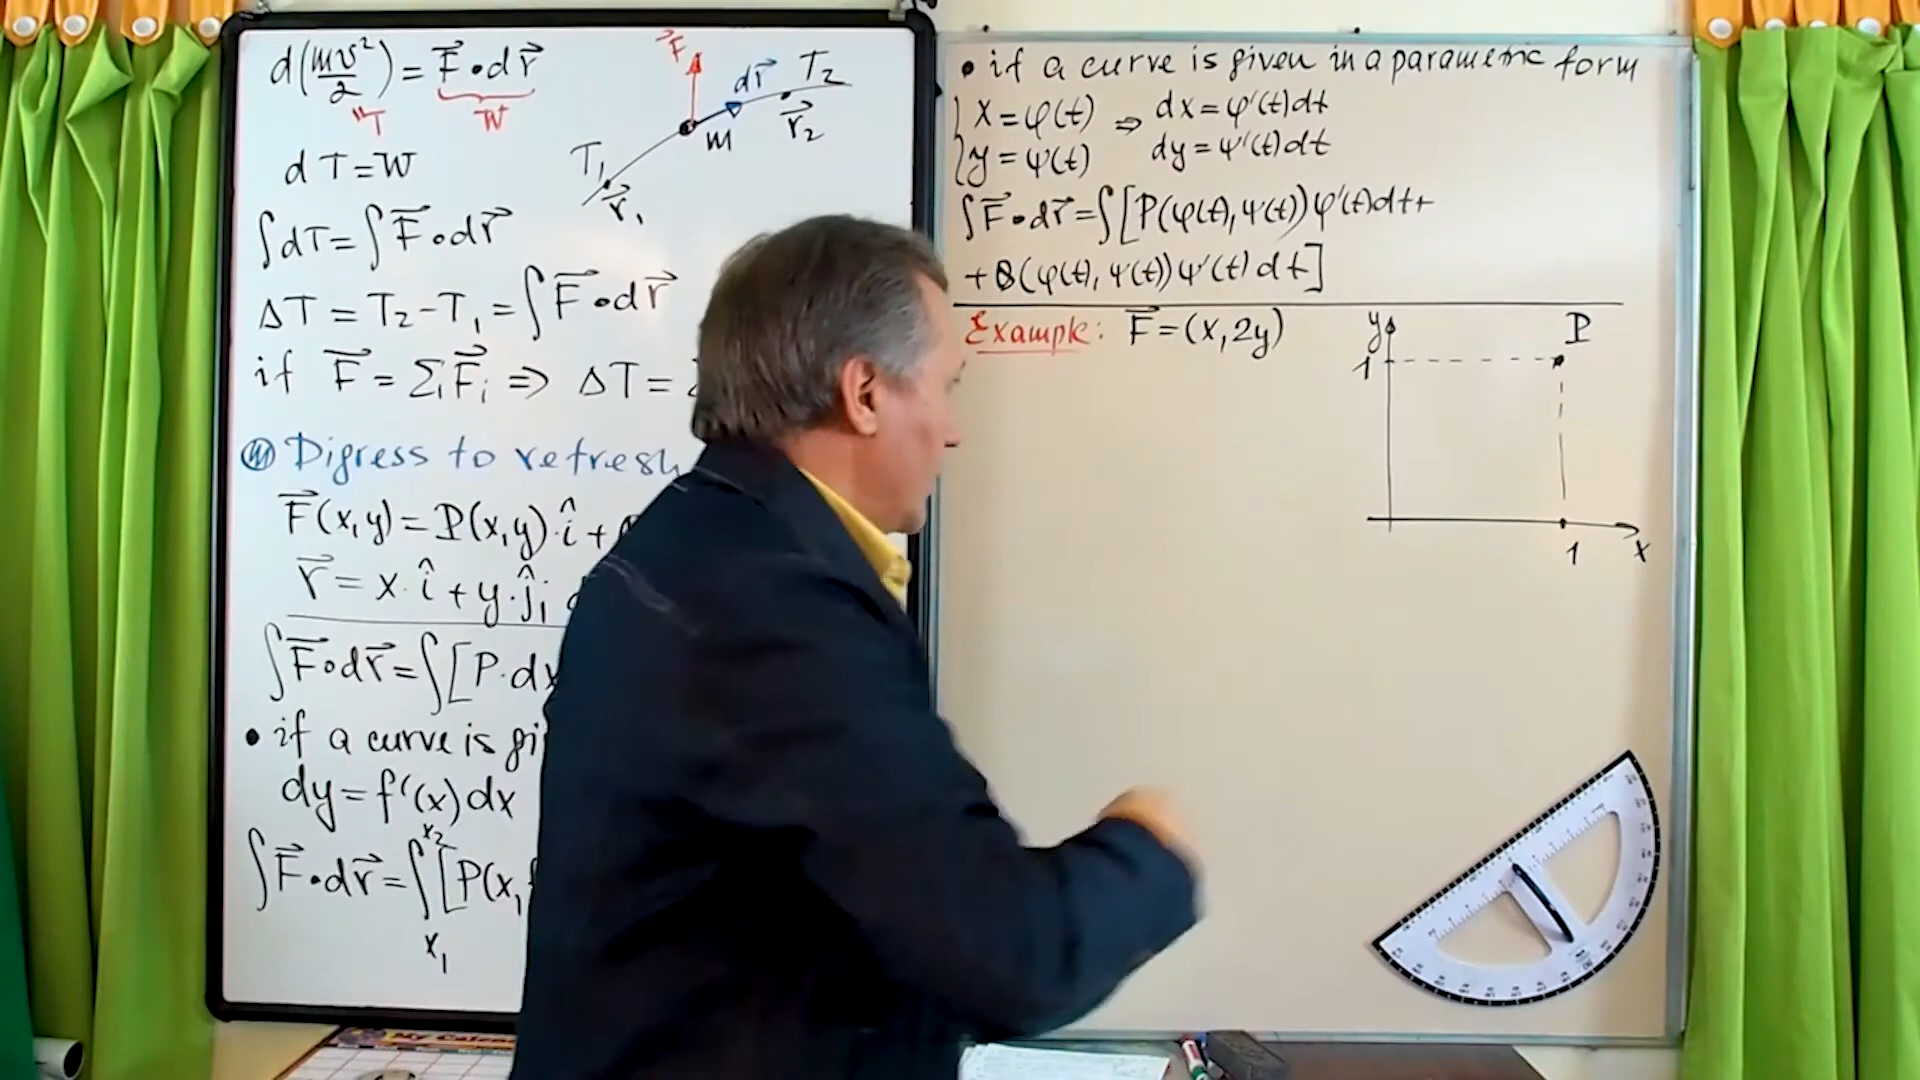 d(mv²/2) = F⃗•dr⃗
"T W
dT=W
∫dT=∫F⃗•dr⃗
ΔT = T₂-T₁=∫F⃗•dr⃗
if F⃗ = ΣᵢF⃗ᵢ ⇒ ΔT =
Digress to refresh
F⃗(x,y)=P(x,y)·î+
r⃗ = x·î+y·ĵ,
∫F⃗•dr⃗=∫[P·dx
• if a curve is gi
dy=f'(x)dx
∫F⃗•dr⃗=∫[P(x,
x₂
x₁
F⃗
dr⃗
T₂
r⃗₂
m
T₁
r⃗₁
• if a curve is given in a parametric form
{x=φ(t) ⇒ dx=φ'(t)dt
{y=ψ(t) dy=ψ'(t)dt
∫F⃗•dr⃗=∫[P(φ(t),ψ(t))φ'(t)dt+
+Q(φ(t),ψ(t))ψ'(t)dt]
Example: F⃗=(x,2y)
y
P
1
1
x